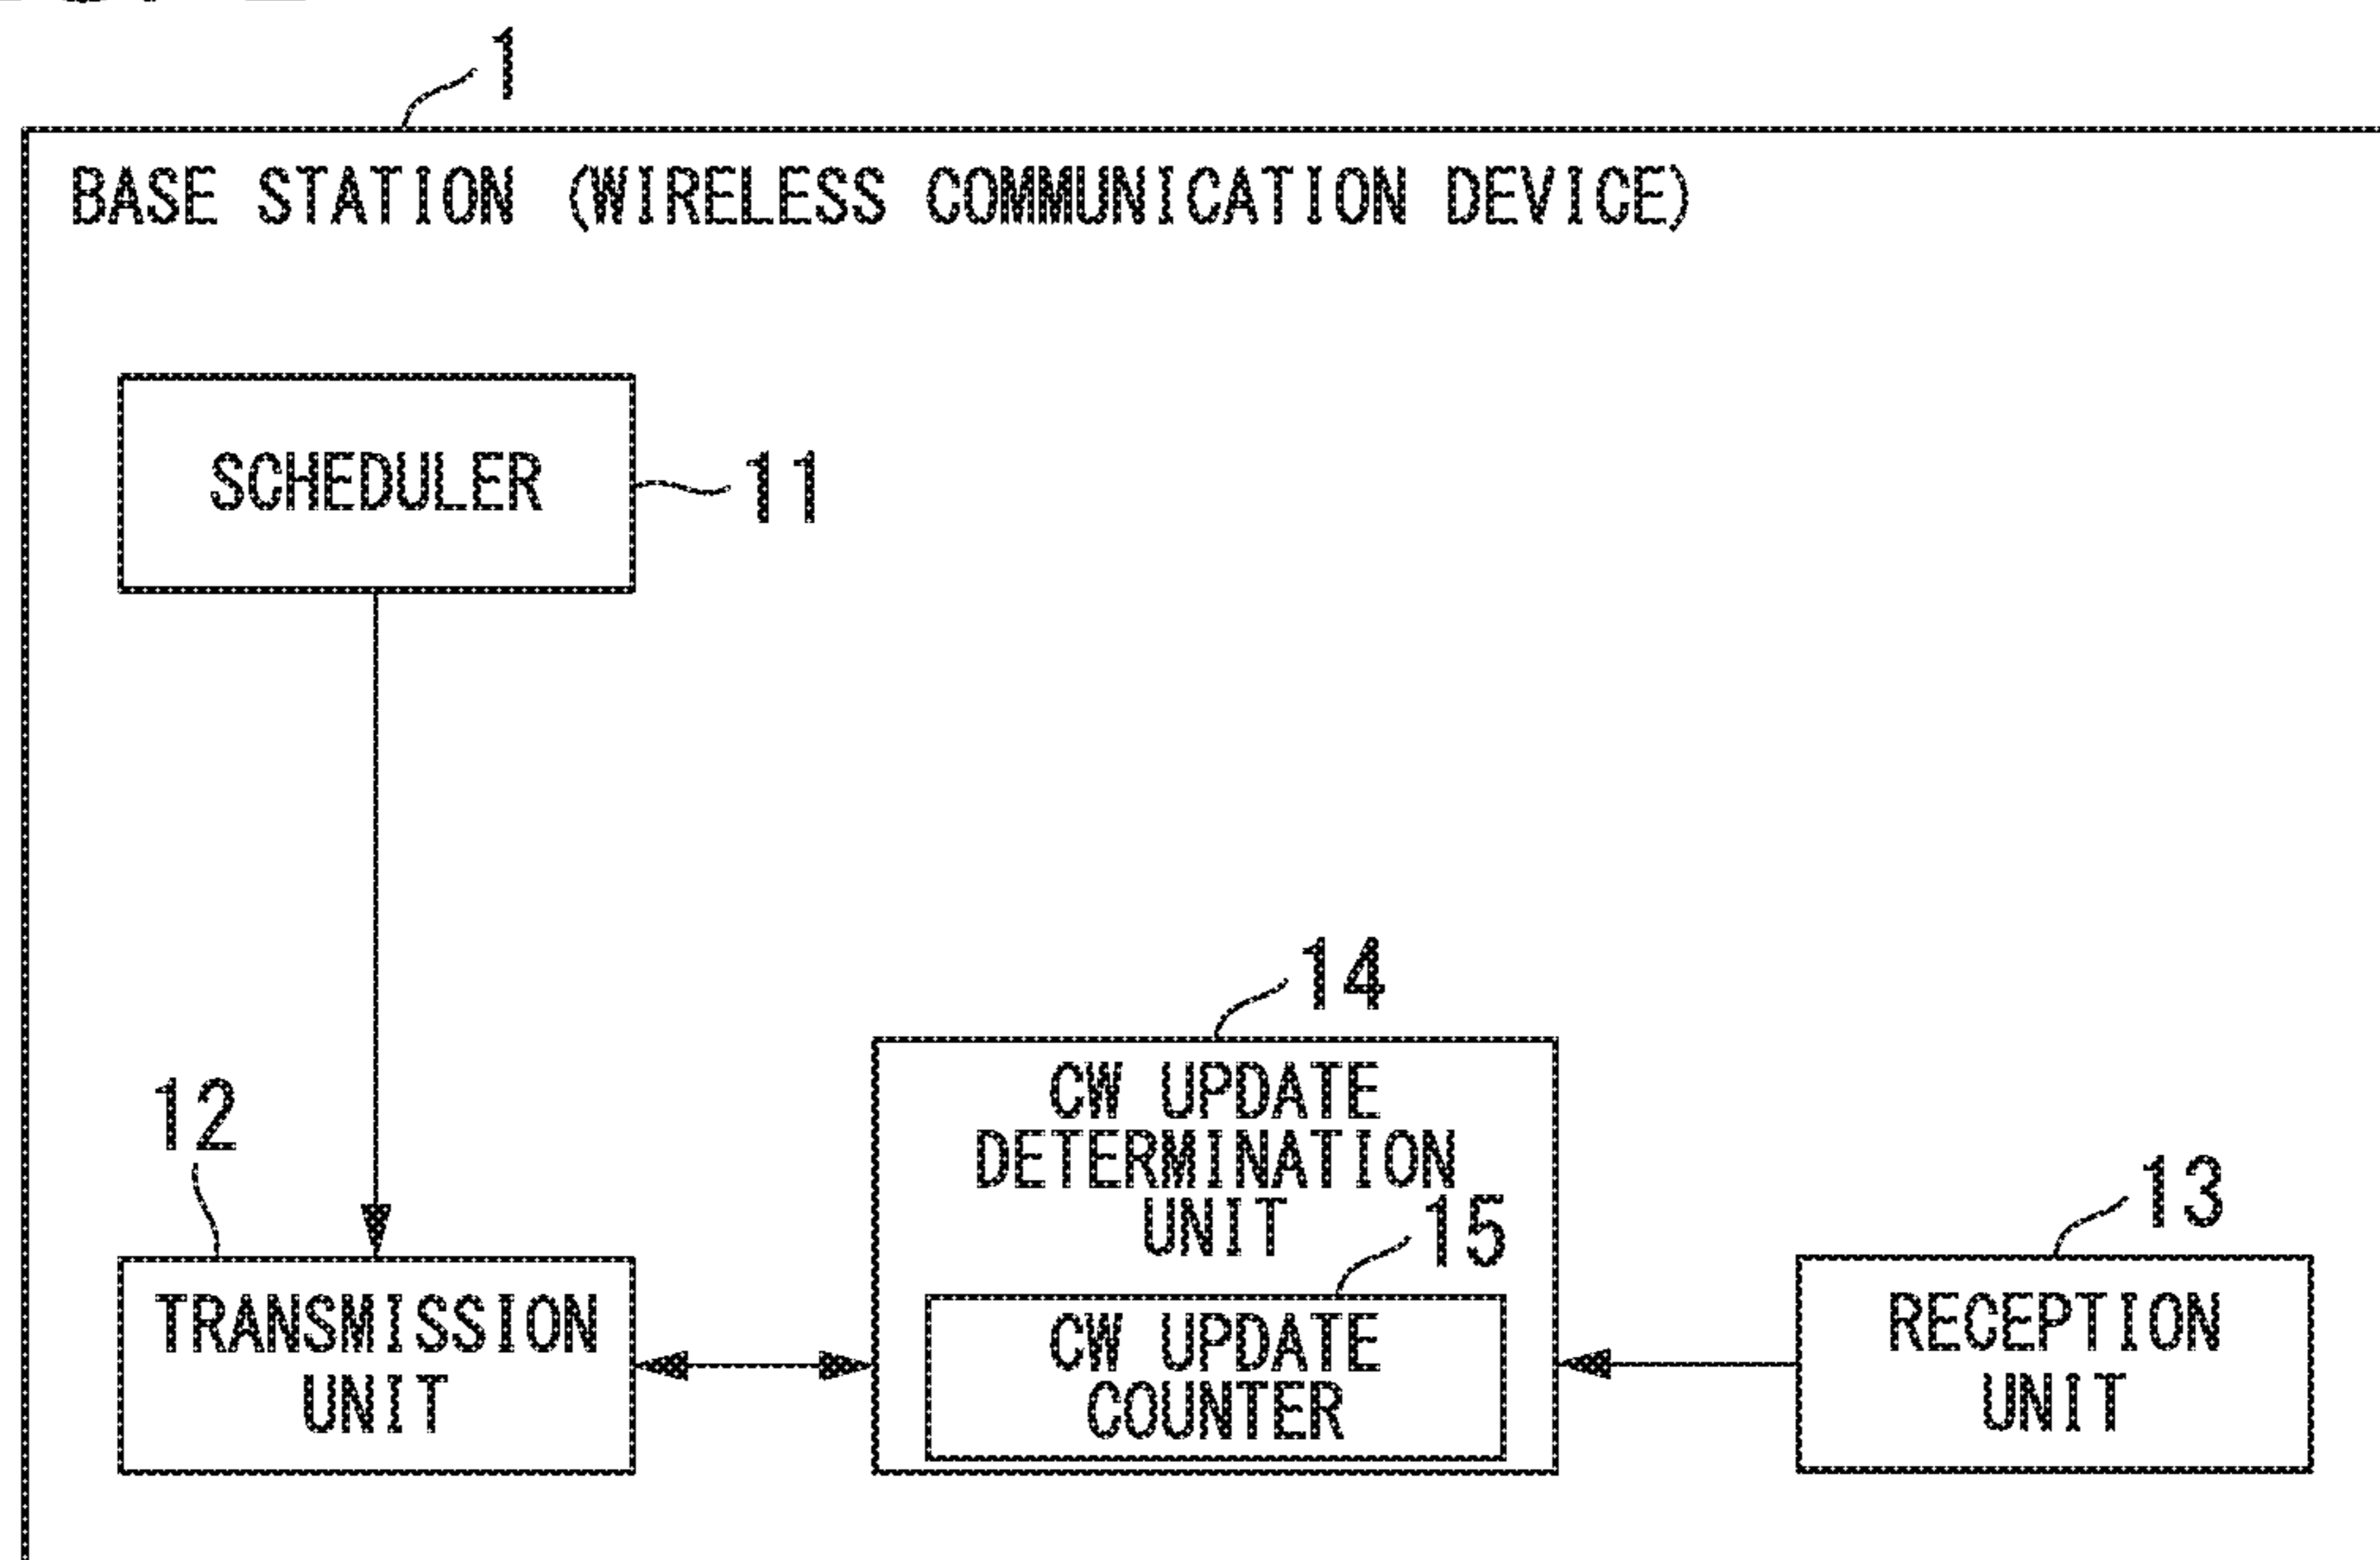 1
BASE STATION (WIRELESS COMMUNICATION DEVICE)
SCHEDULER
11
14
CW UPDATE
DETERMINATION
UNIT
12
15
13
TRANSMISSION
UNIT
CW UPDATE
COUNTER
RECEPTION
UNIT